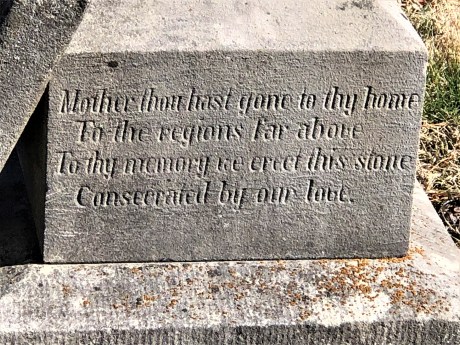 Mother thou hast gone to thy home
To the regions far above
To thy memory we erect this stone
Consecrated by our love.